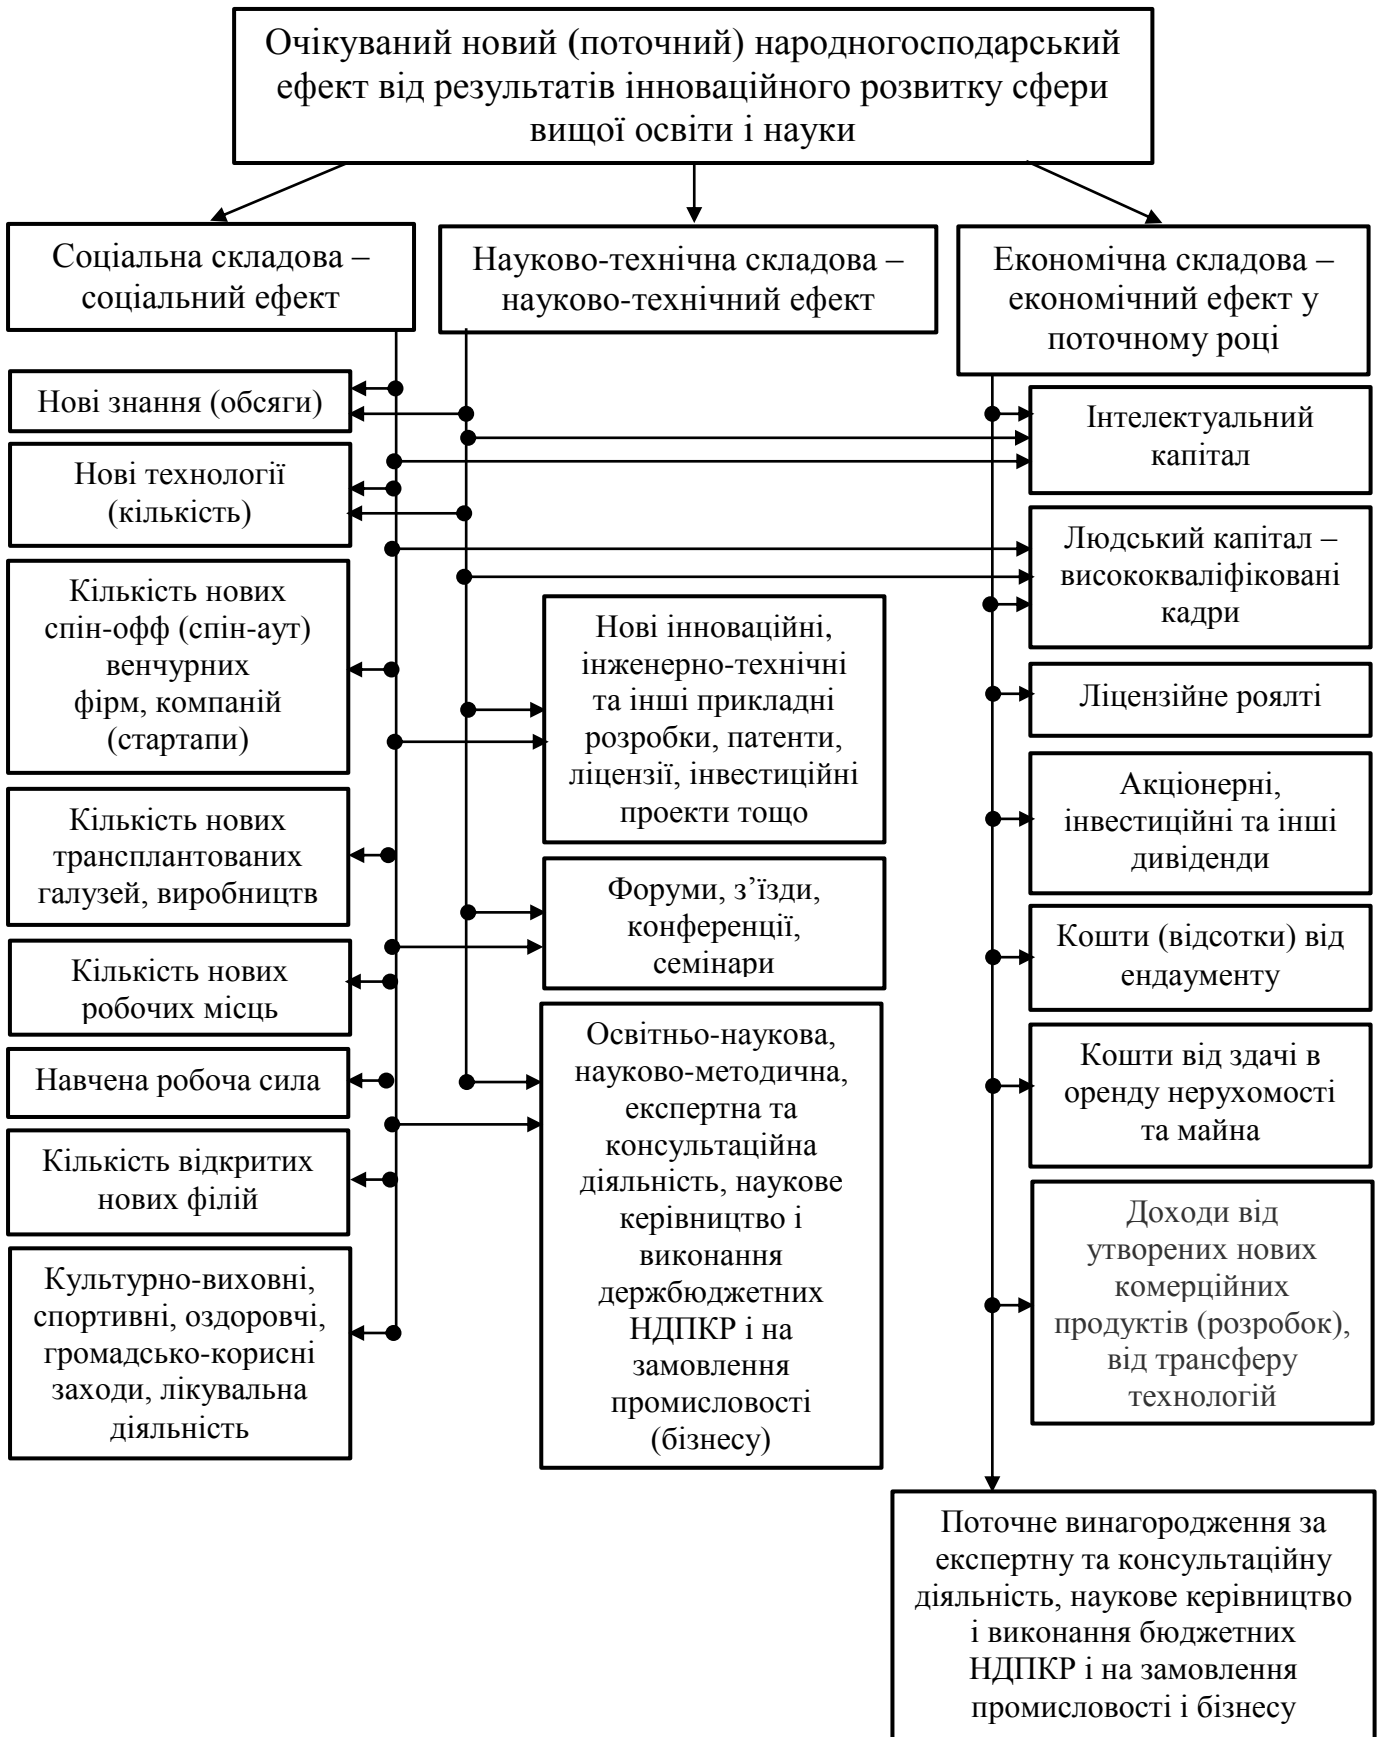 Очікуваний новий (поточний) народногосподарський
ефект від результатів інноваційного розвитку сфери
вищої освіти і науки
Соціальна складова –
соціальний ефект
Науково-технічна складова –
науково-технічний ефект
Економічна складова –
економічний ефект у
поточному році
Нові знання (обсяги)
Нові технології
(кількість)
Кількість нових
спін-офф (спін-аут)
венчурних
фірм, компаній
(стартапи)
Кількість нових
трансплантованих
галузей, виробництв
Кількість нових
робочих місць
Навчена робоча сила
Кількість відкритих
нових філій
Культурно-виховні,
спортивні, оздоровчі,
громадсько-корисні
заходи, лікувальна
діяльність
Нові інноваційні,
інженерно-технічні
та інші прикладні
розробки, патенти,
ліцензії, інвестиційні
проекти тощо
Форуми, з’їзди,
конференції,
семінари
Освітньо-наукова,
науково-методична,
експертна та
консультаційна
діяльність, наукове
керівництво і
виконання
держбюджетних
НДПКР і на
замовлення
промисловості
(бізнесу)
Інтелектуальний
капітал
Людський капітал –
висококваліфіковані
кадри
Ліцензійне роялті
Акціонерні,
інвестиційні та інші
дивіденди
Кошти (відсотки) від
ендаументу
Кошти від здачі в
оренду нерухомості
та майна
Доходи від
утворених нових
комерційних
продуктів (розробок),
від трансферу
технологій
Поточне винагородження за
експертну та консультаційну
діяльність, наукове керівництво
і виконання бюджетних
НДПКР і на замовлення
промисловості і бізнесу